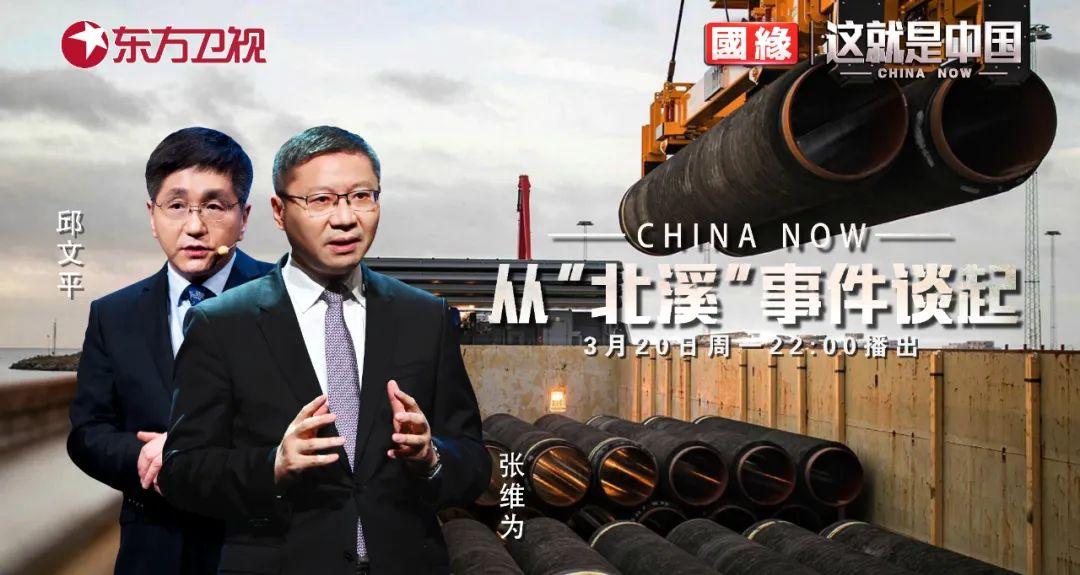 东方卫视
國緣
这就是中国
CHINA NOW
邱文平
CHINA NOW
从“北溪”事件谈起
3月20日周一22:00播出
张维为